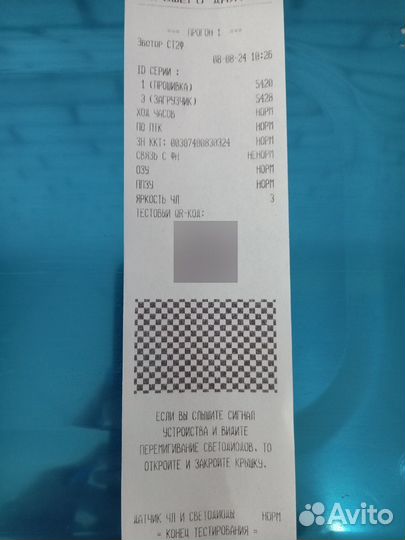 === ПРОГОН 1 ===
Эвотор СТ2Ф
08-08-24 10:26
ID СЕРИИ :
1 (ПРОШИВКА) 5420
3 (ЗАГРУЗЧИК) 5428
ХОД ЧАСОВ НОРМ
ПО ПТК НОРМ
ЗН ККТ: 00307400830324 НОРМ
СВЯЗЬ С ФН НЕНОРМ
ОЗУ НОРМ
ППЗУ НОРМ
ЯРКОСТЬ ЧЛ 3
ТЕСТОВЫЙ QR-КОД:
ЕСЛИ ВЫ СЛЫШИТЕ СИГНАЛ
УСТРОЙСТВА И ВИДИТЕ
ПЕРЕМИГИВАНИЕ СВЕТОДИОДОВ, ТО
ОТКРОЙТЕ И ЗАКРОЙТЕ КРЫШКУ.
ДАТЧИК ЧЛ И СВЕТОДИОДЫ НОРМ
= КОНЕЦ ТЕСТИРОВАНИЯ =
Avito